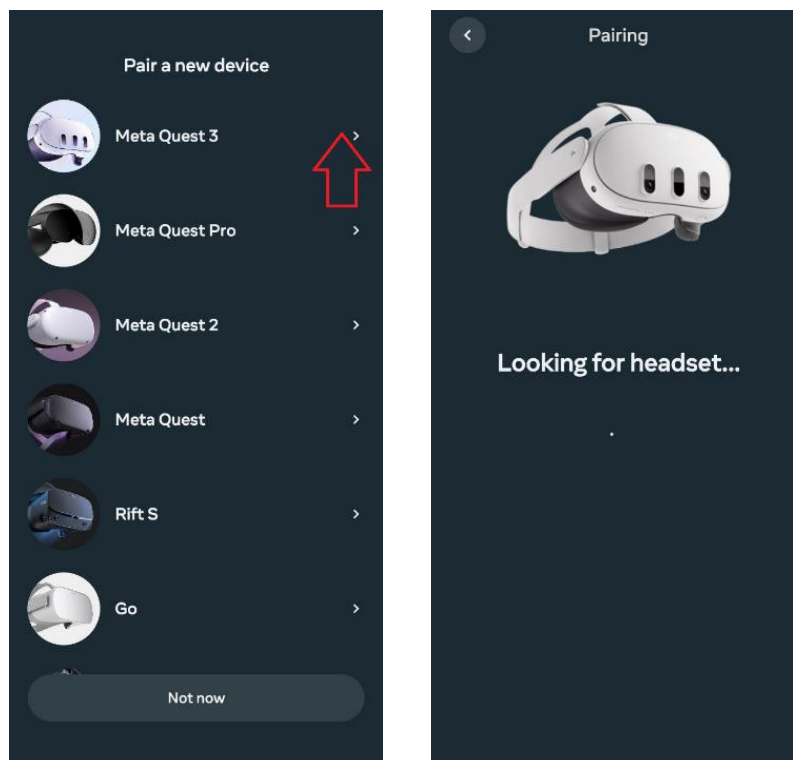 Pair a new device
Meta Quest 3
Meta Quest Pro
Meta Quest 2
Meta Quest
Rift S
Go
Not now
Pairing
Looking for headset...